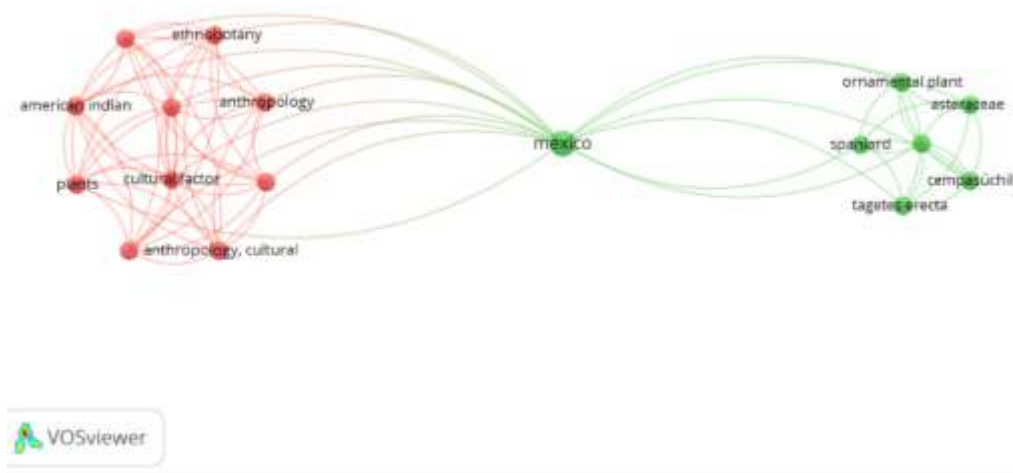 ethnobotany
american indian
anthropology
plants
cultural factor
anthropology, cultural
mexico
ornamental plant
asteraceae
spaniard
cempasúchil
tagetes erecta
VOSviewer